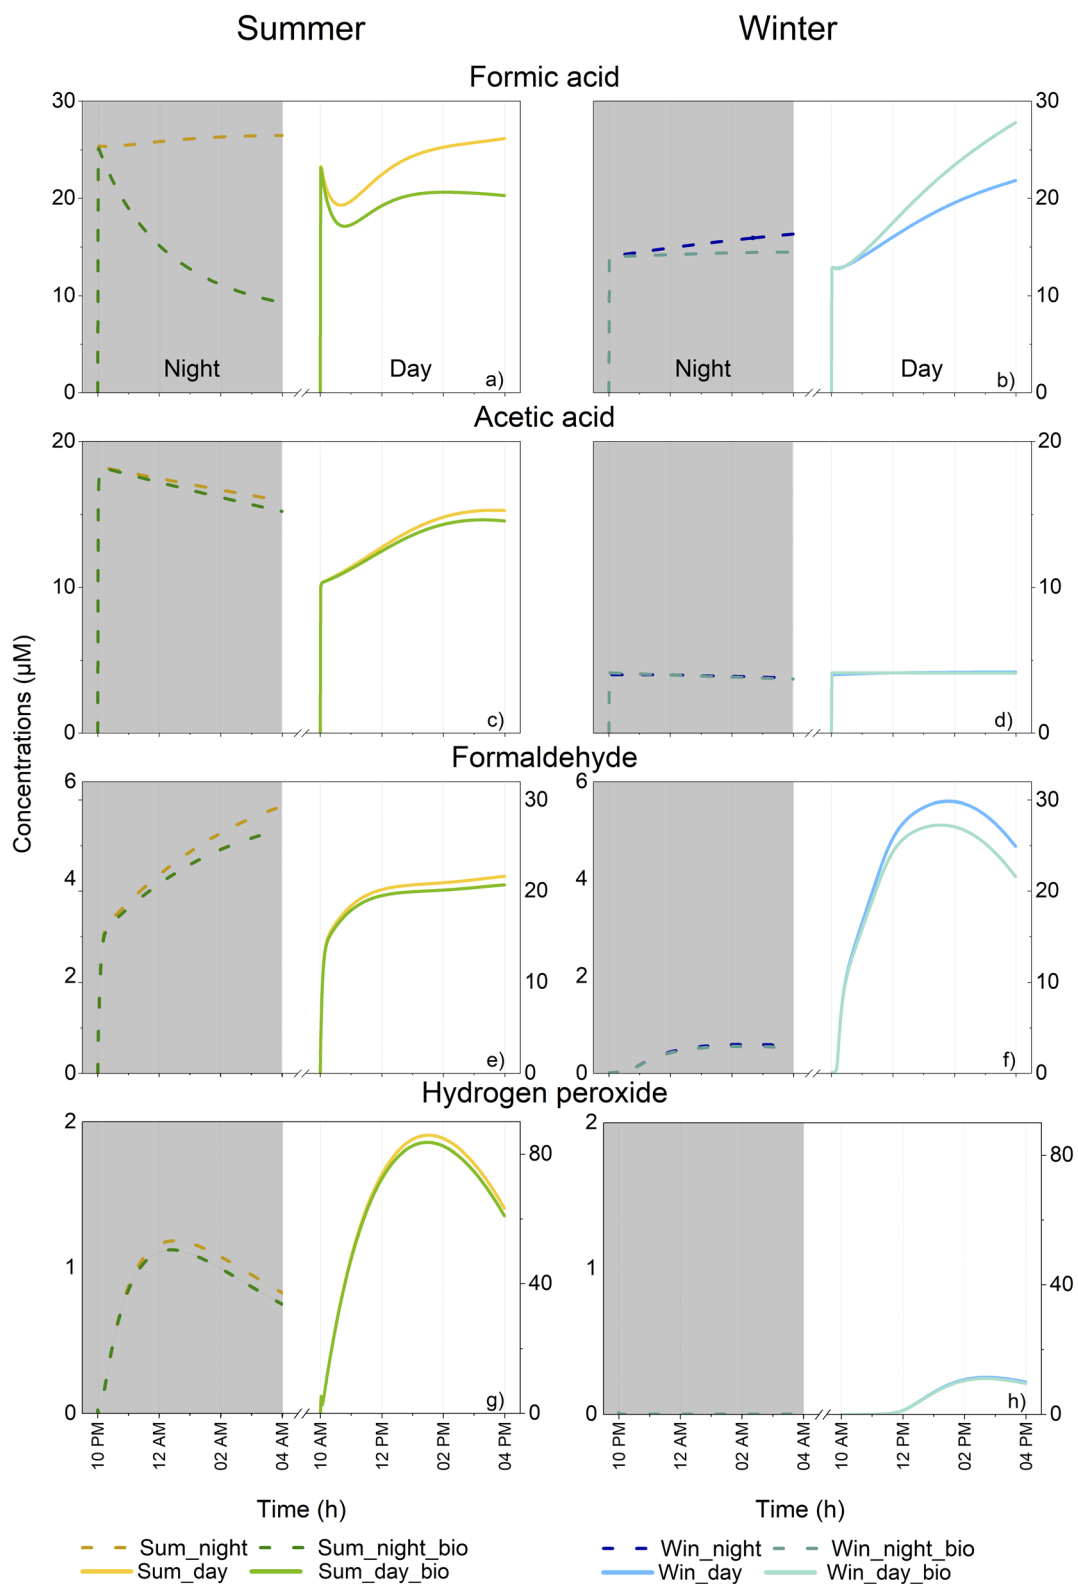 Summer Winter
Formic acid
30 30
20 20
10 10
Night Day a) Night Day b)
0 0
Acetic acid
20 20
10 10
c) d)
0 0
Concentrations (µM)
Formaldehyde
6 30 6 30
4 20 4 20
2 10 2 10
e) f)
0 0 0 0
Hydrogen peroxide
2 80 2 80
1 40 1 40
g) h)
0 0 0 0
10 PM 12 AM 02 AM 04 AM 10 AM 12 PM 02 PM 04 PM 10 PM 12 AM 02 AM 04 AM 10 AM 12 PM 02 PM 04 PM
Time (h) Time (h)
Sum_night Sum_night_bio Win_night Win_night_bio
Sum_day Sum_day_bio Win_day Win_day_bio